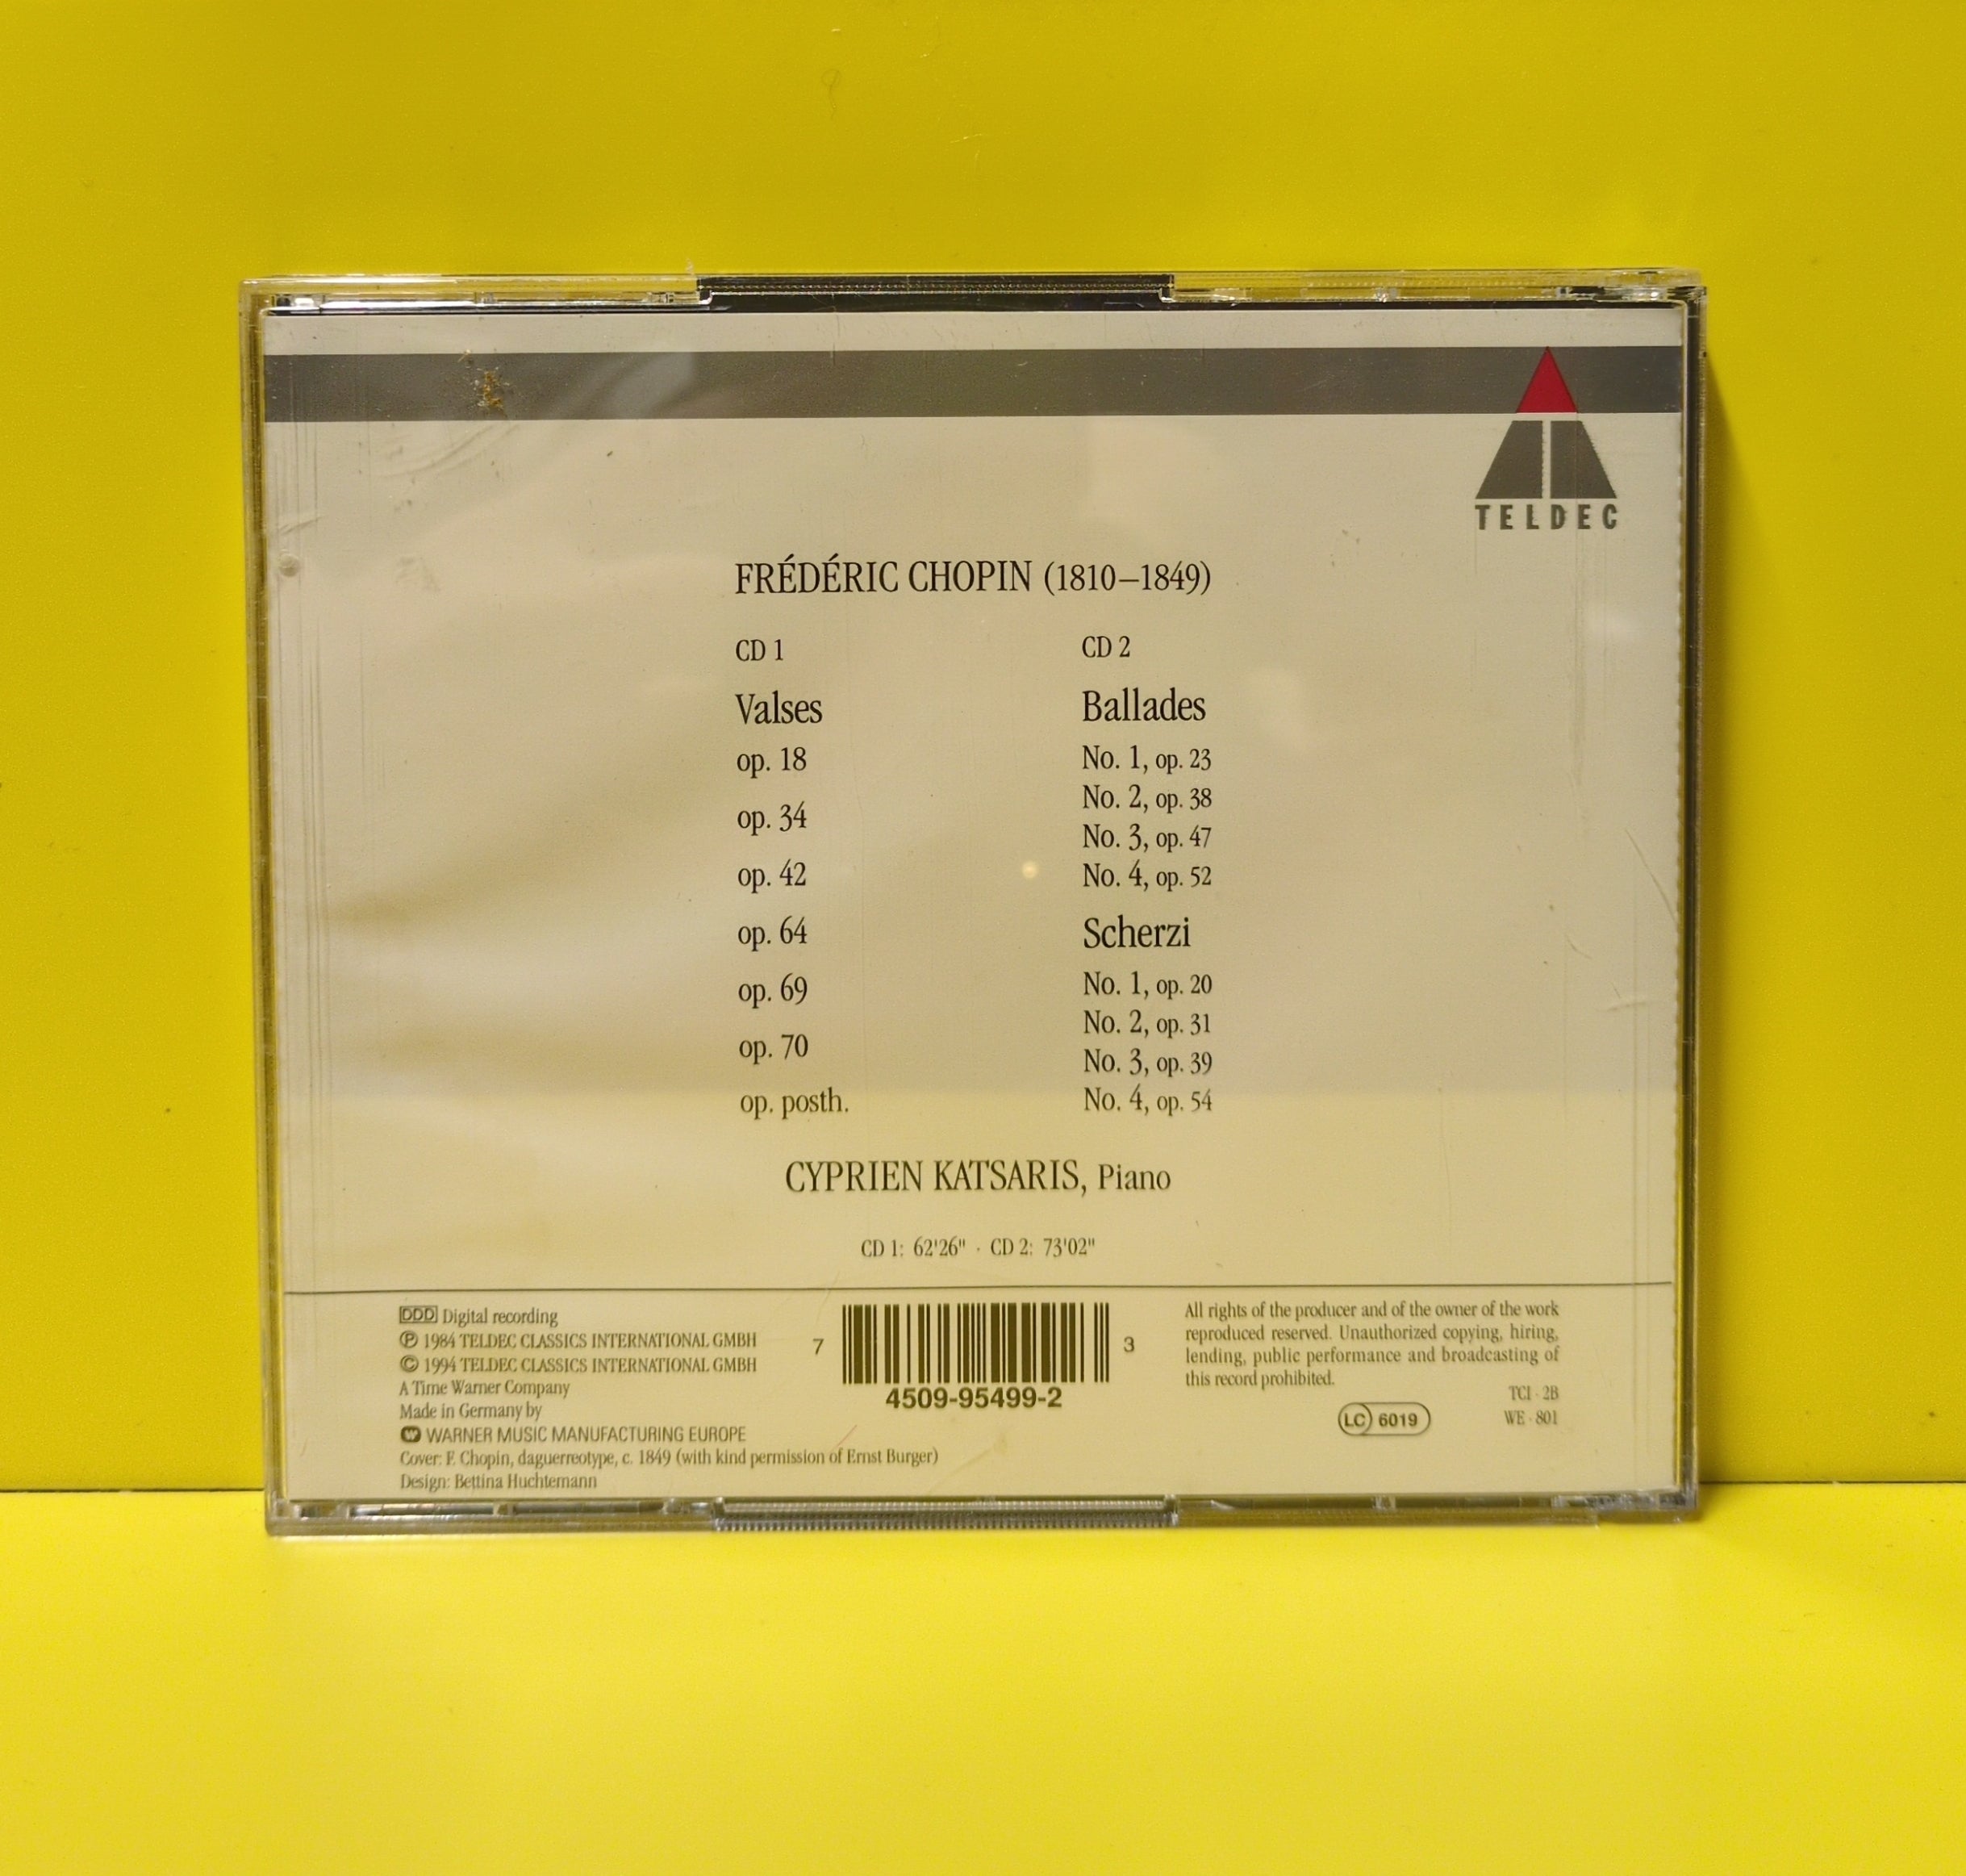 TELDEC
FRÉDÉRIC CHOPIN (1810–1849)
CD 1
Valses
op. 18
op. 34
op. 42
op. 64
op. 69
op. 70
op. posth.
CD 2
Ballades
No. 1, op. 23
No. 2, op. 38
No. 3, op. 47
No. 4, op. 52
Scherzi
No. 1, op. 20
No. 2, op. 31
No. 3, op. 39
No. 4, op. 54
CYPRIEN KATSARIS, Piano
CD 1: 62'26" · CD 2: 73'02"
DDD Digital recording
Ⓟ 1984 TELDEC CLASSICS INTERNATIONAL GMBH
© 1994 TELDEC CLASSICS INTERNATIONAL GMBH
A Time Warner Company
Made in Germany by
W WARNER MUSIC MANUFACTURING EUROPE
Cover: F. Chopin, daguerreotype, c. 1849 (with kind permission of Ernst Burger)
Design: Bettina Huchtemann
7 3
4509-95499-2
All rights of the producer and of the owner of the work
reproduced reserved. Unauthorized copying, hiring,
lending, public performance and broadcasting of
this record prohibited.
TCI · 2B
LC 6019
WE · 801